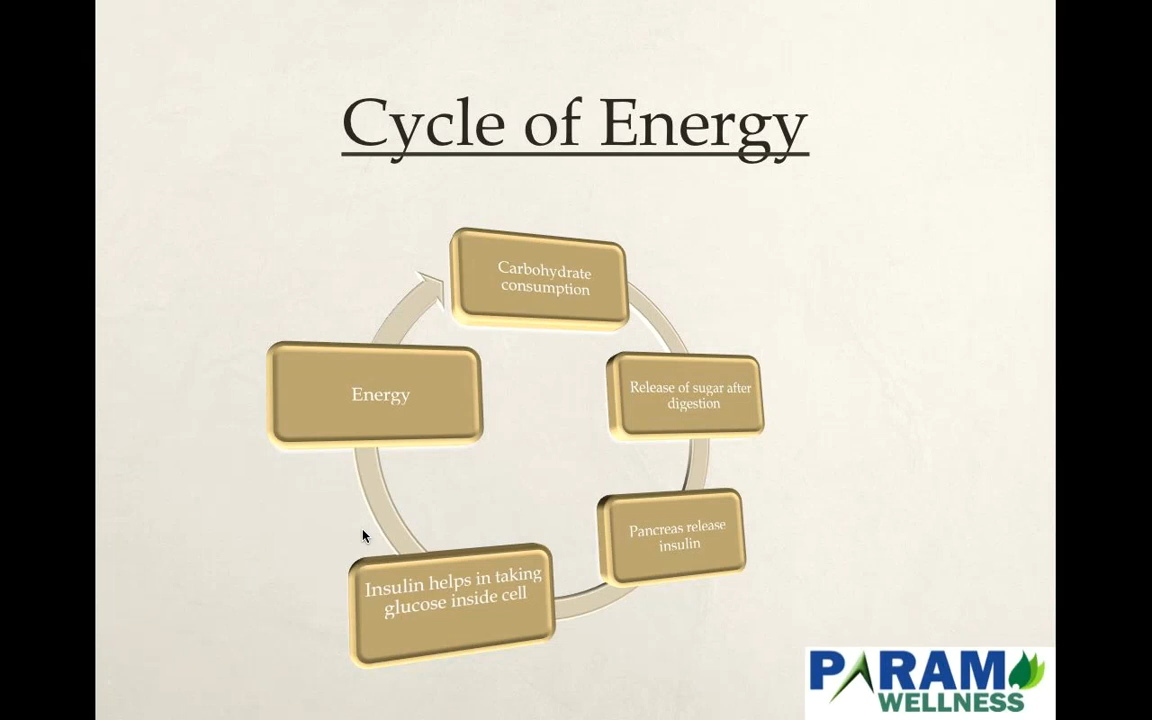 Cycle of Energy
Carbohydrate
consumption
Release of sugar after
digestion
Pancreas release
insulin
Insulin helps in taking
glucose inside cell
Energy
PARAM
WELLNESS